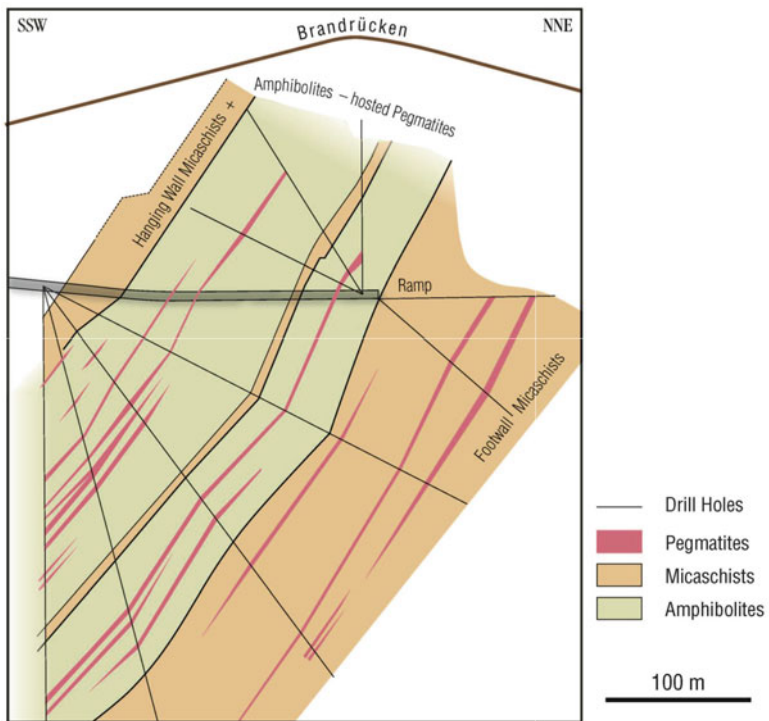 SSW
Brandrücken
NNE
Amphibolites – hosted Pegmatites
Hanging Wall Micaschists +
Ramp
Footwall Micaschists
Drill Holes
Pegmatites
Micaschists
Amphibolites
100 m